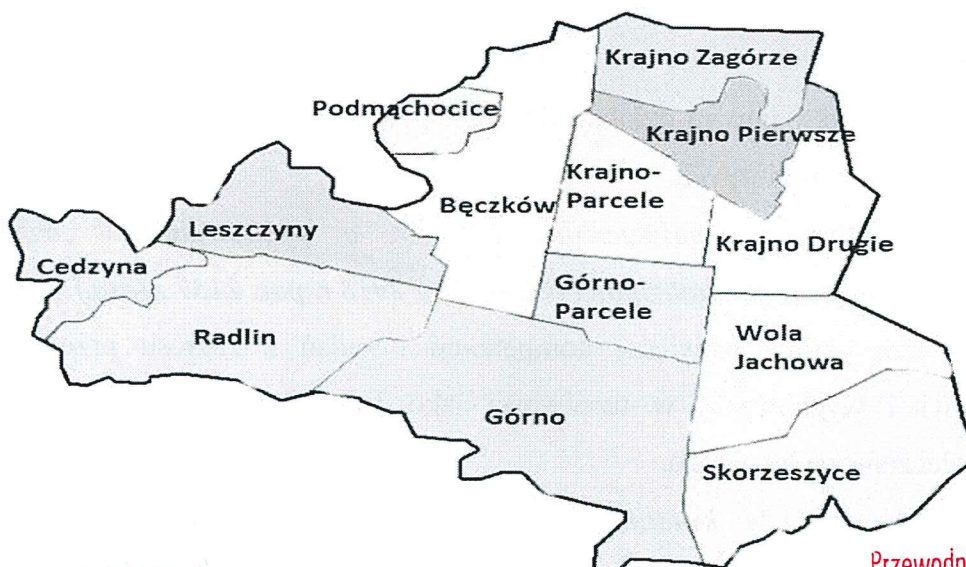 Krajno Zagórze
Podmąchocice
Krajno Pierwsze
Krajno-
Parcele
Bęczków
Leszczyny
Krajno Drugie
Cedzyna
Górno-
Parcele
Radlin
Wola
Jachowa
Górno
Skorzeszyce